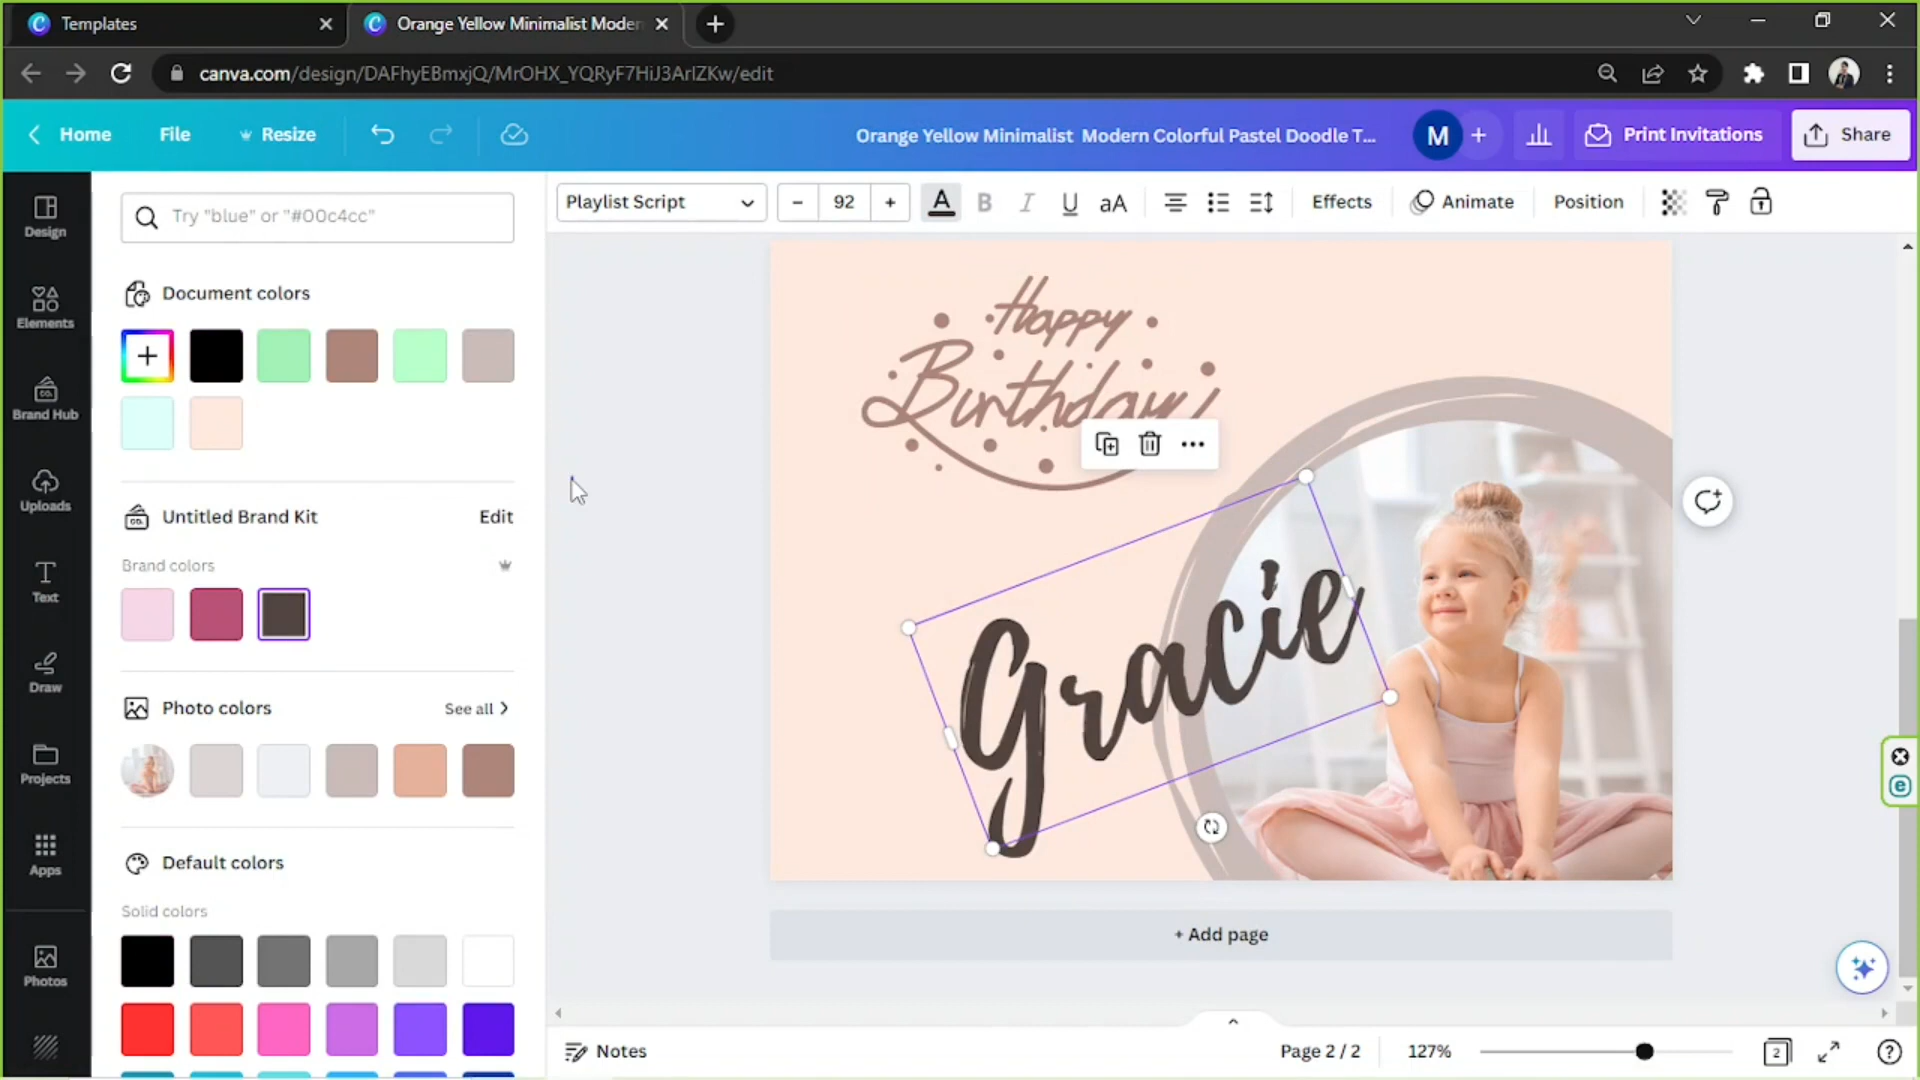 Templates
Orange Yellow Minimalist Moder
canva.com/design/DAFhyEBmxjQ/MrOHX_YQRyF7HiJ3ArlZKw/edit
Home
File
Resize
Orange Yellow Minimalist Modern Colorful Pastel Doodle T...
M
Print Invitations
Share
Design
Elements
Brand Hub
Uploads
Text
Draw
Projects
Apps
Photos
Try "blue" or "#00c4cc"
Document colors
Untitled Brand Kit
Edit
Brand colors
Photo colors
See all
Default colors
Solid colors
Playlist Script
92
A
B
I
U
aA
Effects
Animate
Position
Happy
Birthday
Gracie
+ Add page
Notes
Page 2 / 2
127%
2